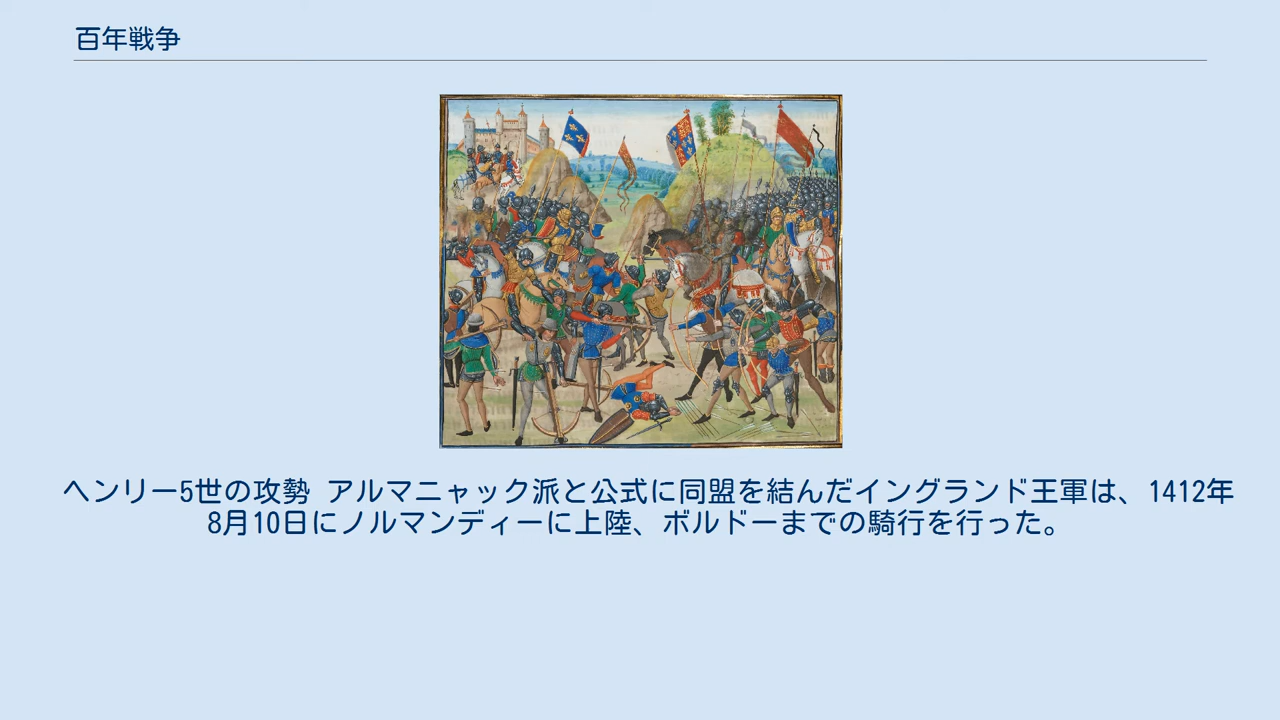 百年戦争
ヘンリー5世の攻勢 アルマニャック派と公式に同盟を結んだイングランド王軍は、1412年
8月10日にノルマンディーに上陸、ボルドーまでの騎行を行った。